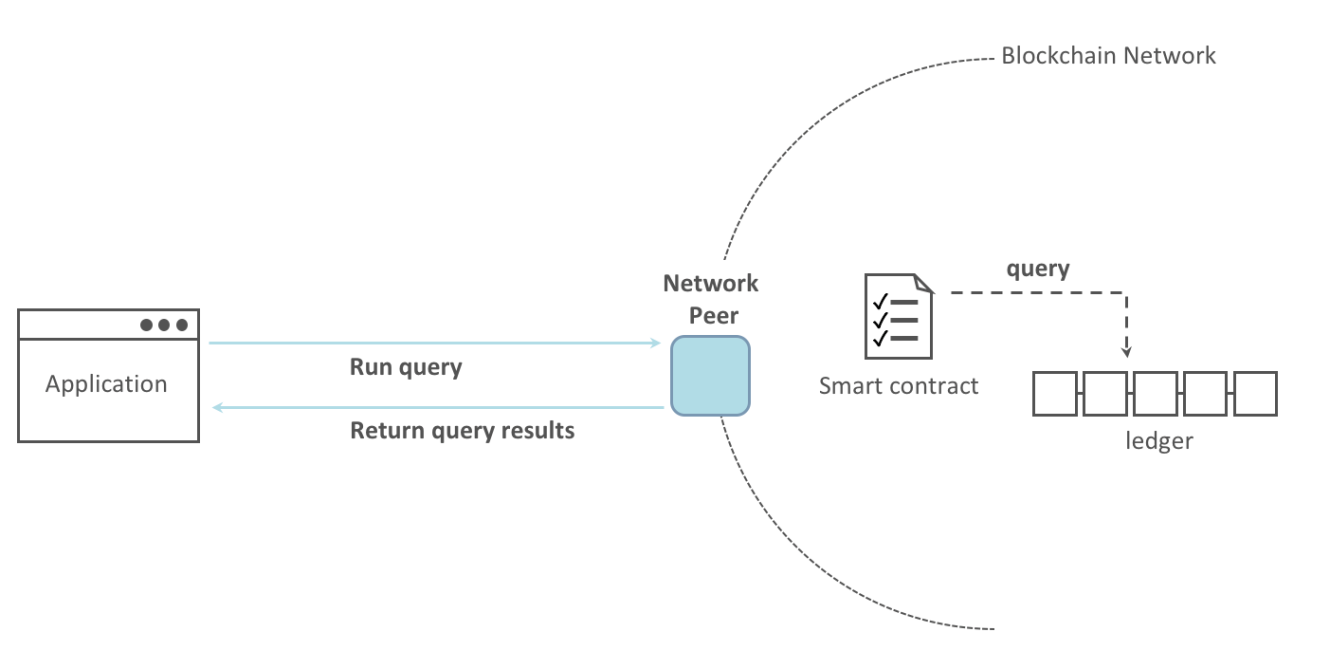 Blockchain Network
Network
Peer
query
Application
Run query
Smart contract
Return query results
ledger